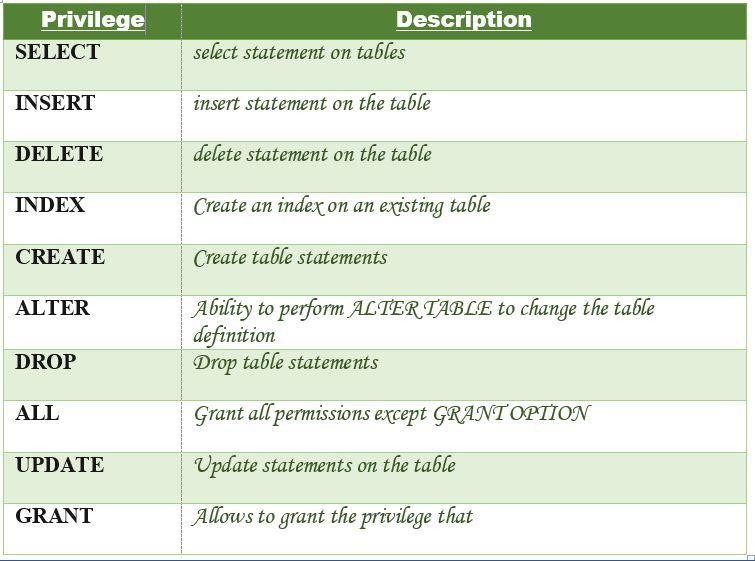 Privilege Description
SELECT select statement on tables
INSERT insert statement on the table
DELETE delete statement on the table
INDEX Create an index on an existing table
CREATE Create table statements
ALTER Ability to perform ALTER TABLE to change the table
definition
DROP Drop table statements
ALL Grant all permissions except GRANT OPTION
UPDATE Update statements on the table
GRANT Allows to grant the privilege that